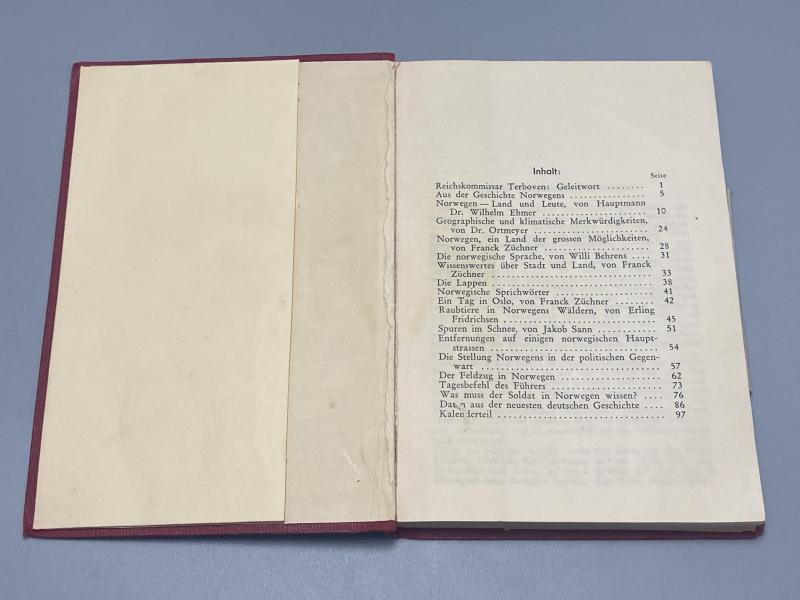 Inhalt:
Seite
Reichskommissar Terboven: Geleitwort ........ 1
Aus der Geschichte Norwegens ................ 5
Norwegen — Land und Leute, von Hauptmann
Dr. Wilhelm Ehmer ..................... 10
Geographische und klimatische Merkwürdigkeiten,
von Dr. Ortmeyer ...................... 24
Norwegen, ein Land der grossen Möglichkeiten,
von Franck Züchner .................... 28
Die norwegische Sprache, von Willi Behrens .... 31
Wissenswertes über Stadt und Land, von Franck
Züchner ............................... 33
Die Lappen .................................. 38
Norwegische Sprichwörter .................... 41
Ein Tag in Oslo, von Franck Züchner ........ 42
Raubtiere in Norwegens Wäldern, von Erling
Fridrichsen ........................... 45
Spuren im Schnee, von Jakob Sann ............ 51
Entfernungen auf einigen norwegischen Haupt-
strassen .............................. 54
Die Stellung Norwegens in der politischen Gegen-
wart .................................. 57
Der Feldzug in Norwegen ..................... 62
Tagesbefehl des Führers ..................... 73
Was muss der Soldat in Norwegen wissen? .... 76
Daten aus der neuesten deutschen Geschichte .... 86
Kalenderteil ................................ 97